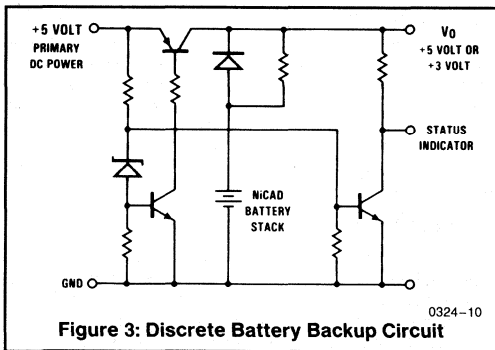 +5 VOLT
PRIMARY
DC POWER
VO
+5 VOLT OR
+3 VOLT
STATUS
INDICATOR
NiCAD
BATTERY
STACK
GND
0324-10
Figure 3: Discrete Battery Backup Circuit